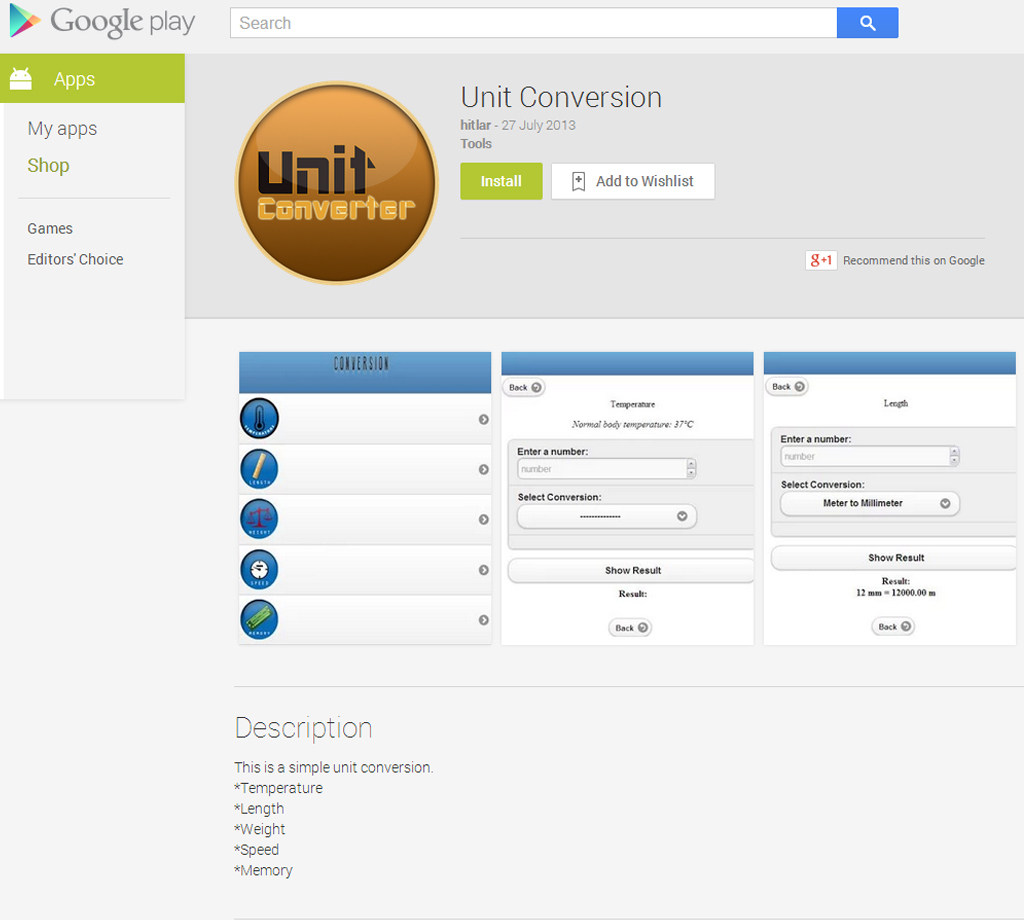 Google play
Search
Apps
My apps
Shop
Games
Editors' Choice
Unit
Converter
Unit Conversion
hitlar - 27 July 2013
Tools
Install
Add to Wishlist
g+1 Recommend this on Google
CONVERSION
TEMPERATURE
LENGTH
WEIGHT
SPEED
MEMORY
Back
Temperature
Normal body temperature: 37°C
Enter a number:
number
Select Conversion:
--------------
Show Result
Result:
Back
Back
Length
Enter a number:
number
Select Conversion:
Meter to Millimeter
Show Result
Result:
12 mm = 12000.00 m
Back
Description
This is a simple unit conversion.
*Temperature
*Length
*Weight
*Speed
*Memory